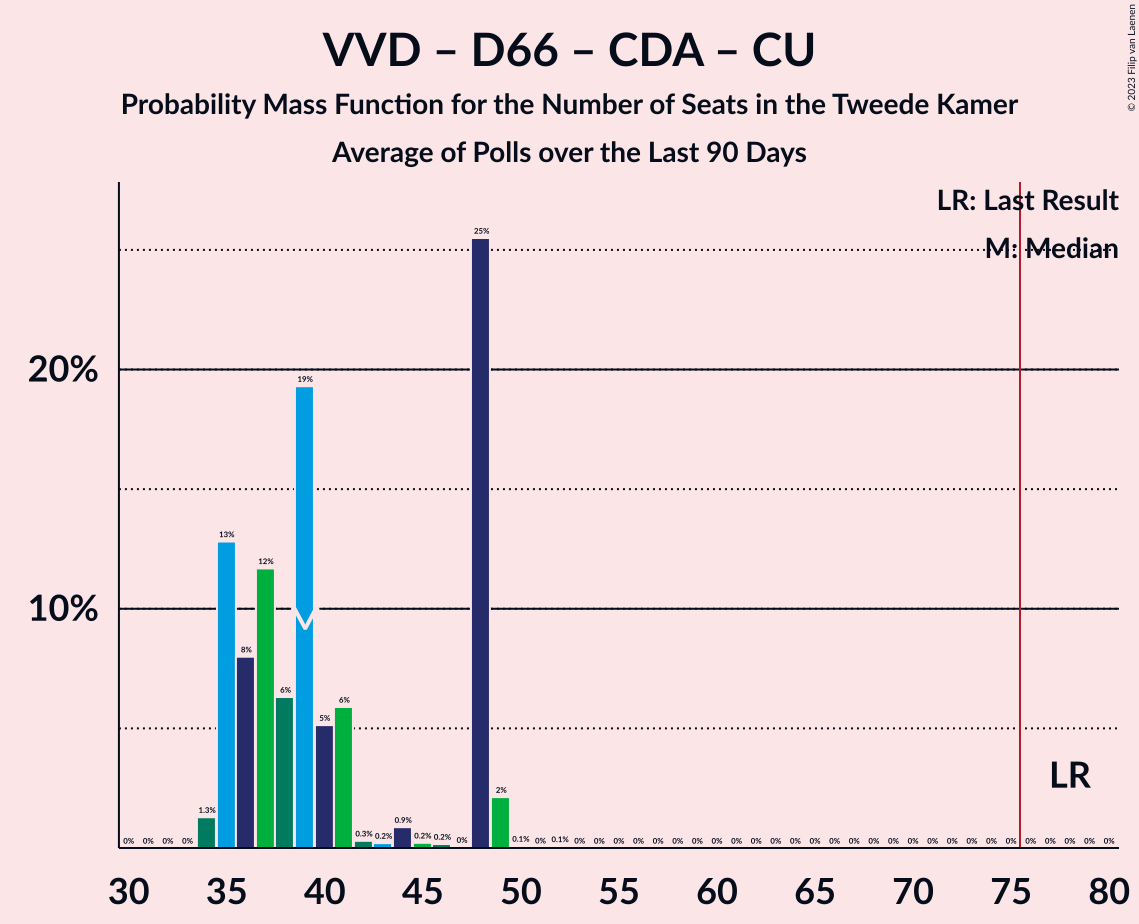 VVD – D66 – CDA – CU
Probability Mass Function for the Number of Seats in the Tweede Kamer
Average of Polls over the Last 90 Days
© 2023 Filip van Laenen
LR: Last Result
M: Median
20%
10%
0% 0% 0% 0% 1.3% 13% 8% 12% 6% 19% 5% 6% 0.3% 0.2% 0.9% 0.2% 0.2% 0% 25% 2% 0.1% 0% 0.1% 0% 0% 0% 0% 0% 0% 0% 0% 0% 0% 0% 0% 0% 0% 0% 0% 0% 0% 0% 0% 0% 0% 0% 0% 0% 0% 0% 0%
LR
30 35 40 45 50 55 60 65 70 75 80